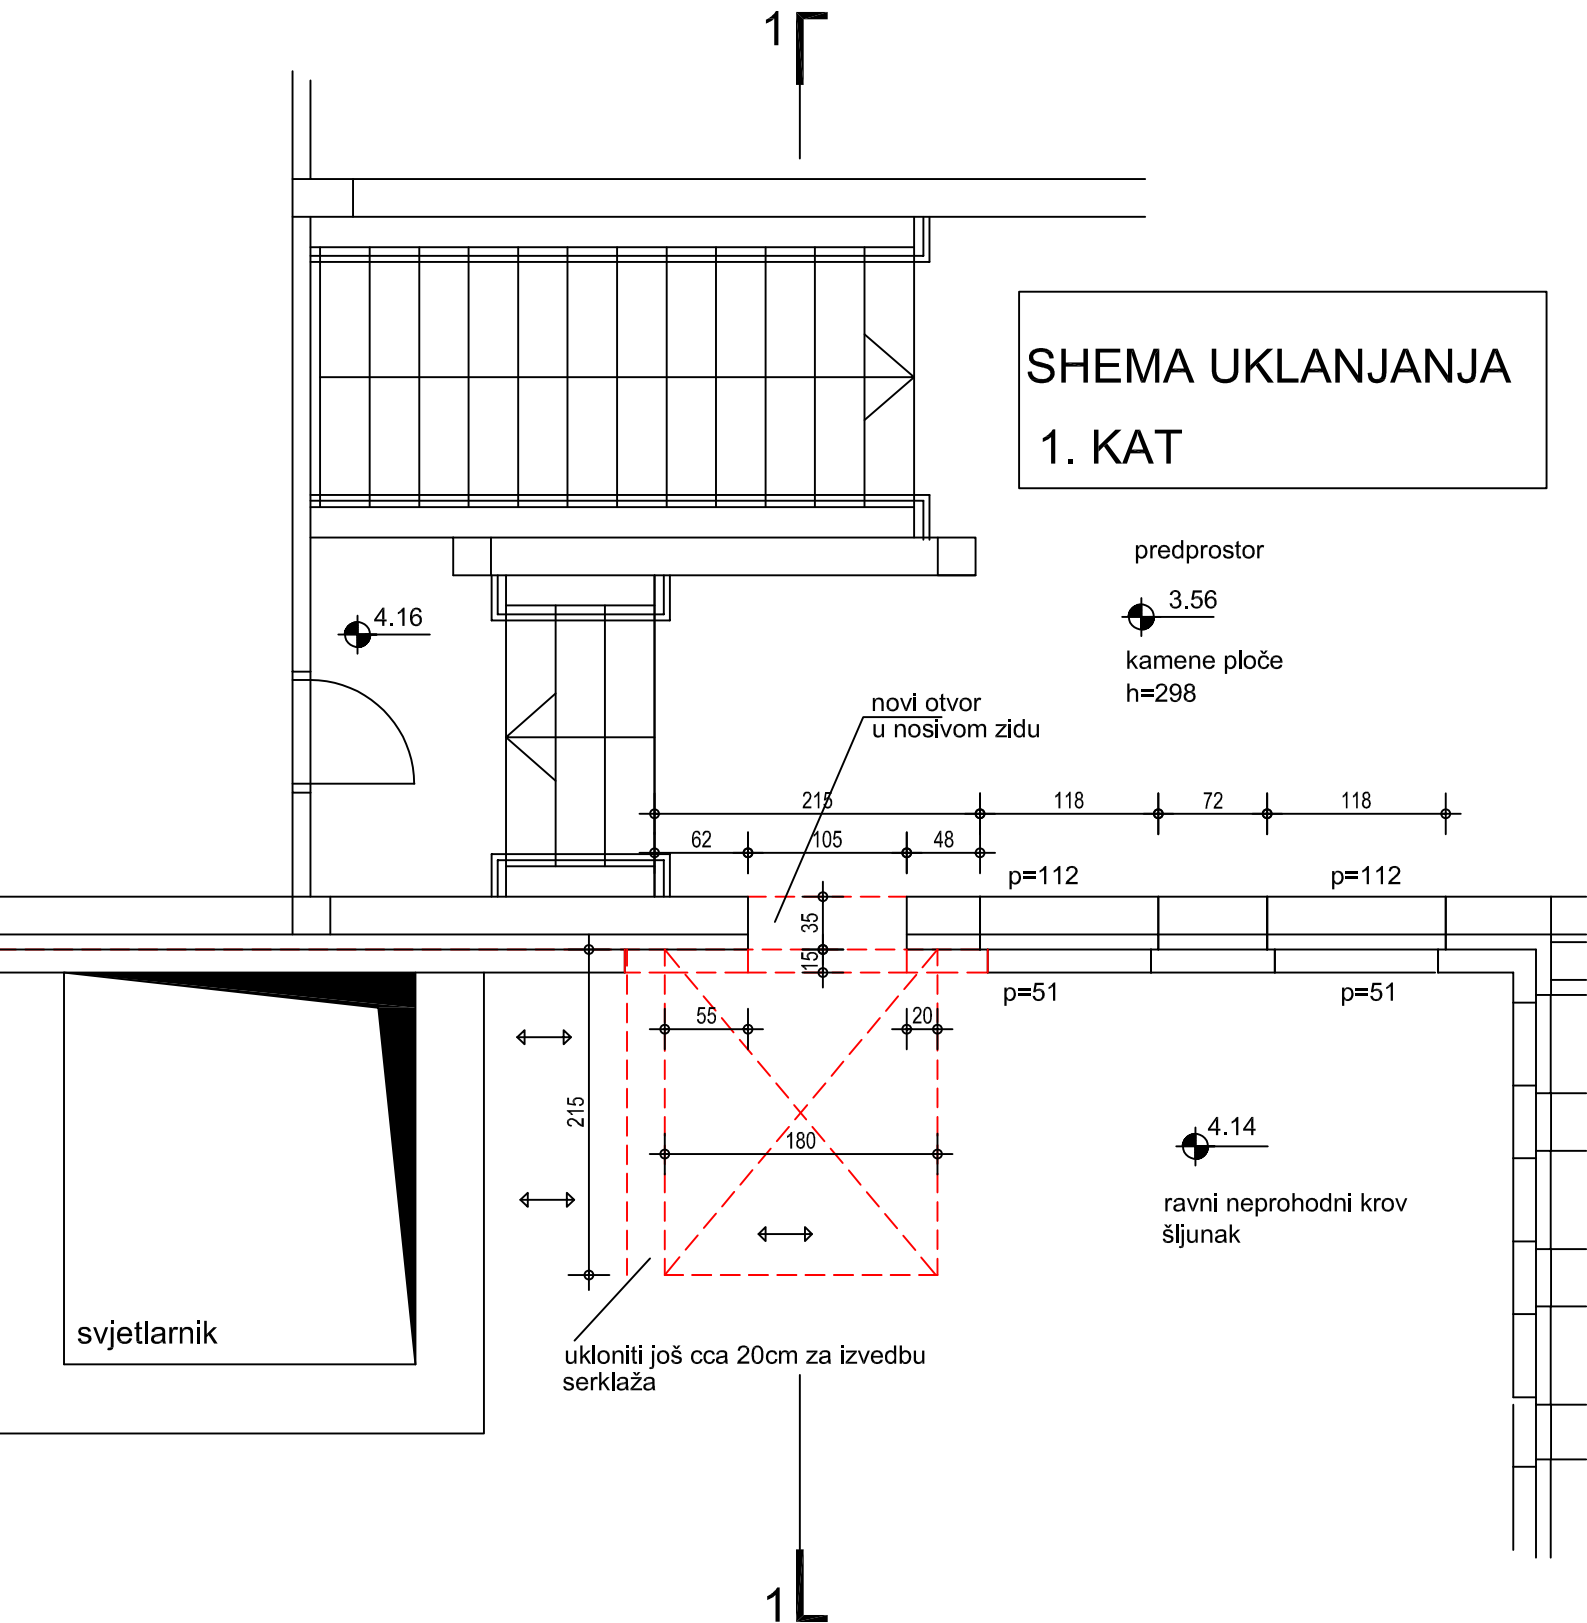 1
SHEMA UKLANJANJA
1. KAT
predprostor
3.56
kamene ploče
h=298
4.16
novi otvor
u nosivom zidu
215
118
72
118
62
105
48
p=112
p=112
35
15
p=51
p=51
55
20
215
180
4.14
ravni neprohodni krov
šljunak
svjetlarnik
ukloniti još cca 20cm za izvedbu
serklaža
1